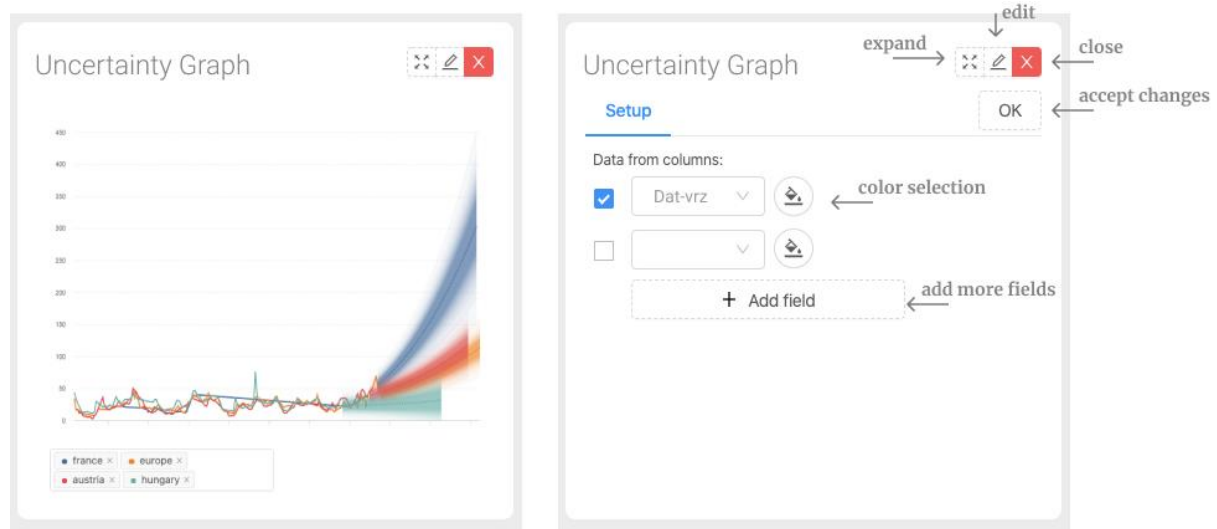 Uncertainty Graph
X
450
400
350
300
250
200
150
100
50
0
france ×
europe ×
austria ×
hungary ×
edit
expand
close
Uncertainty Graph
X
accept changes
Setup
OK
Data from columns:
Dat-vrz
color selection
+ Add field
add more fields